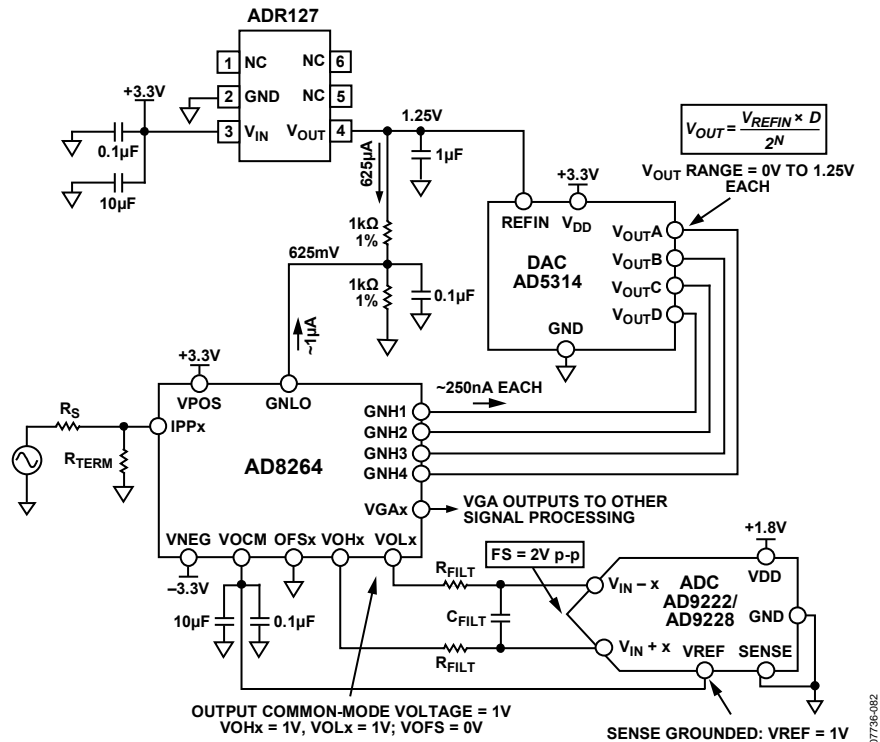 ADR127
1 NC
NC 6
2 GND
NC 5
3 VIN
VOUT 4
+3.3V
0.1µF
10µF
1.25V
625µA
1µF
1kΩ
1%
625mV
1kΩ
1%
0.1µF
~1µA
VOUT = VREFIN × D / 2^N
VOUT RANGE = 0V TO 1.25V
EACH
+3.3V
REFIN
VDD
DAC
AD5314
VOUTA
VOUTB
VOUTC
VOUTD
GND
+3.3V
VPOS
GNLO
~250nA EACH
RS
RTERM
IPPx
AD8264
GNH1
GNH2
GNH3
GNH4
VGAx
VGA OUTPUTS TO OTHER
SIGNAL PROCESSING
VNEG
VOCM
OFSx
VOHx
VOLx
–3.3V
10µF
0.1µF
RFILT
CFILT
RFILT
FS = 2V p-p
+1.8V
VDD
VIN – x
ADC
AD9222/
AD9228
GND
VIN + x
VREF
SENSE
OUTPUT COMMON-MODE VOLTAGE = 1V
VOHx = 1V, VOLx = 1V; VOFS = 0V
SENSE GROUNDED: VREF = 1V
07736-082